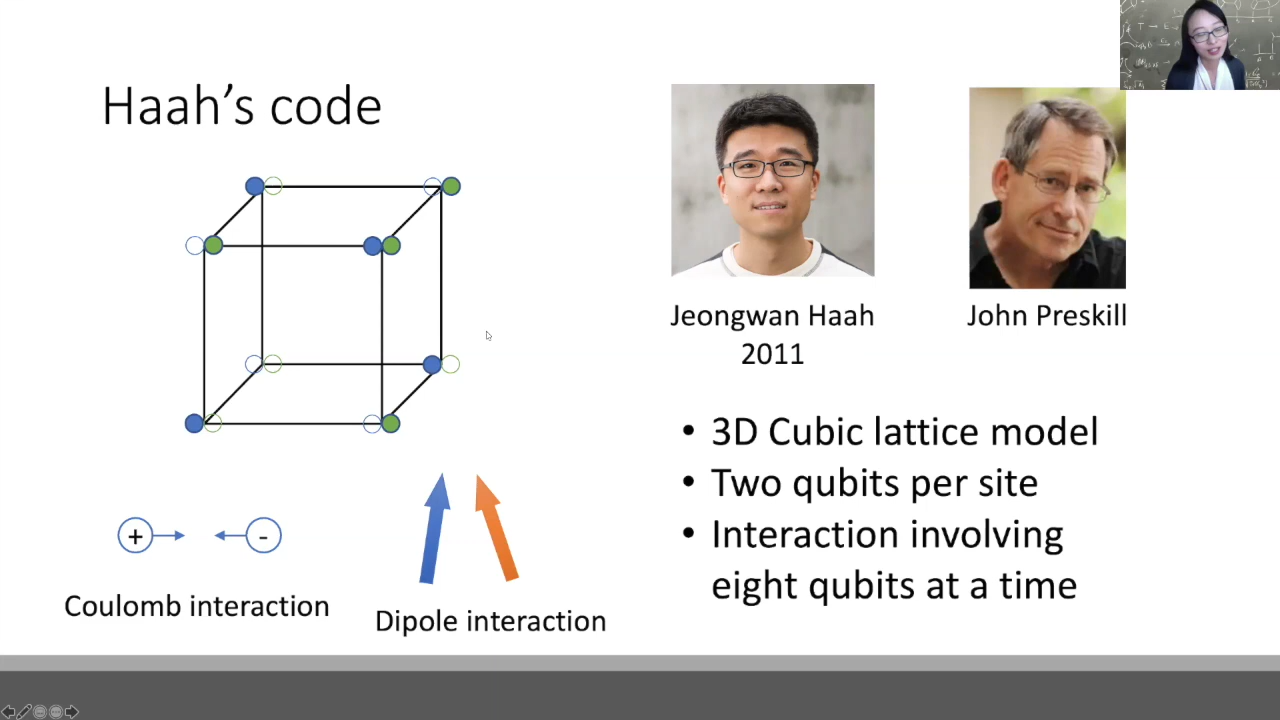 Haah's code
Jeongwan Haah
2011
John Preskill
• 3D Cubic lattice model
• Two qubits per site
• Interaction involving
eight qubits at a time
+
-
Coulomb interaction
Dipole interaction